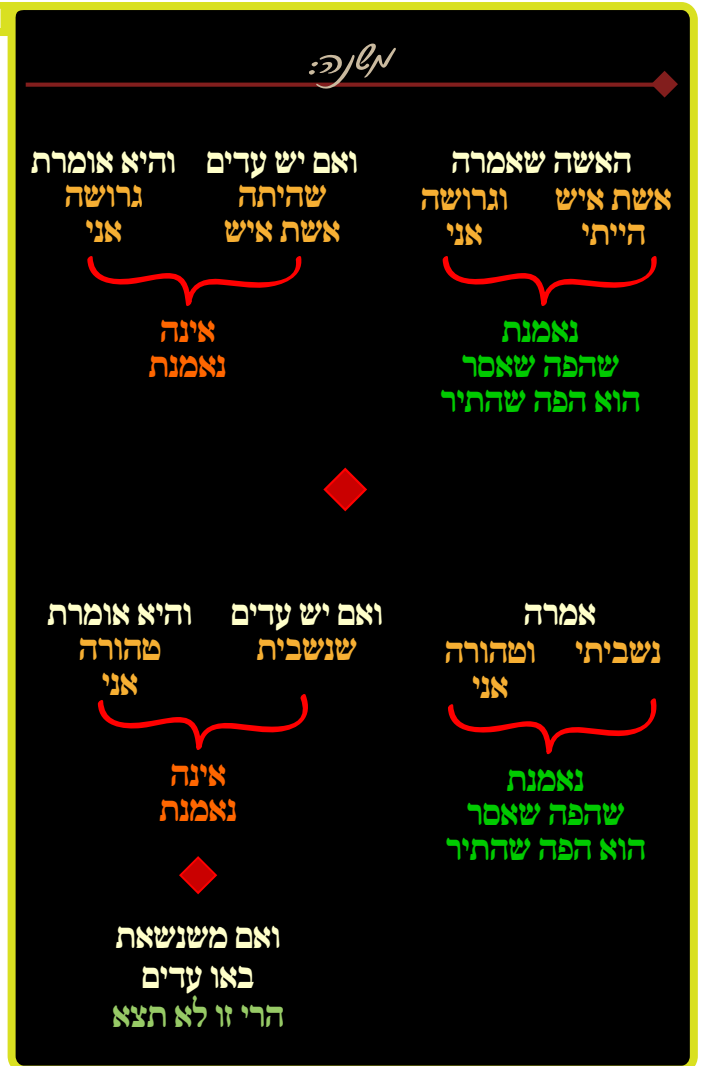 משנה:
האשה שאמרה
אשת איש וגרושה
הייתי אני
נאמנת
שהפה שאסר
הוא הפה שהתיר
ואם יש עדים והיא אומרת
שהיתה גרושה
אשת איש אני
אינה
נאמנת
אמרה
נשביתי וטהורה
אני
נאמנת
שהפה שאסר
הוא הפה שהתיר
ואם יש עדים והיא אומרת
שנשבית טהורה
אני
אינה
נאמנת
ואם משנשאת
באו עדים
הרי זו לא תצא